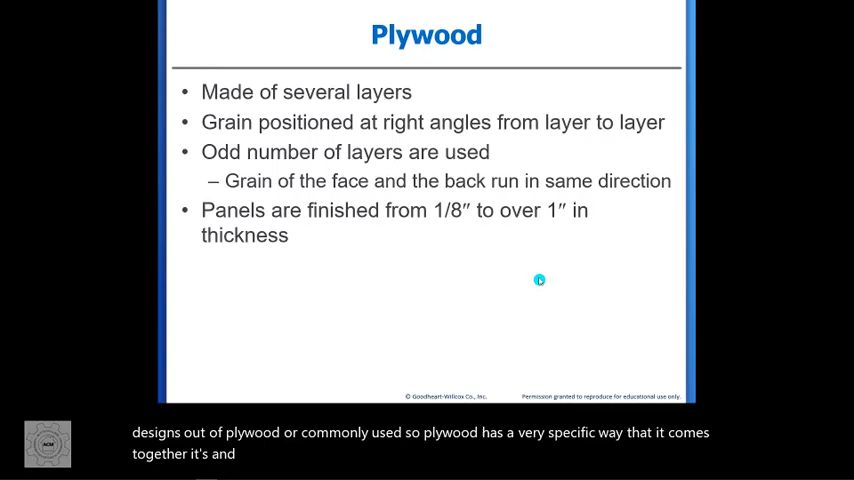 Plywood
• Made of several layers
• Grain positioned at right angles from layer to layer
• Odd number of layers are used
– Grain of the face and the back run in same direction
• Panels are finished from 1/8″ to over 1″ in
thickness
© Goodheart-Willcox Co., Inc. Permission granted to reproduce for educational use only.
designs out of plywood or commonly used so plywood has a very specific way that it comes
together it's and
ACM